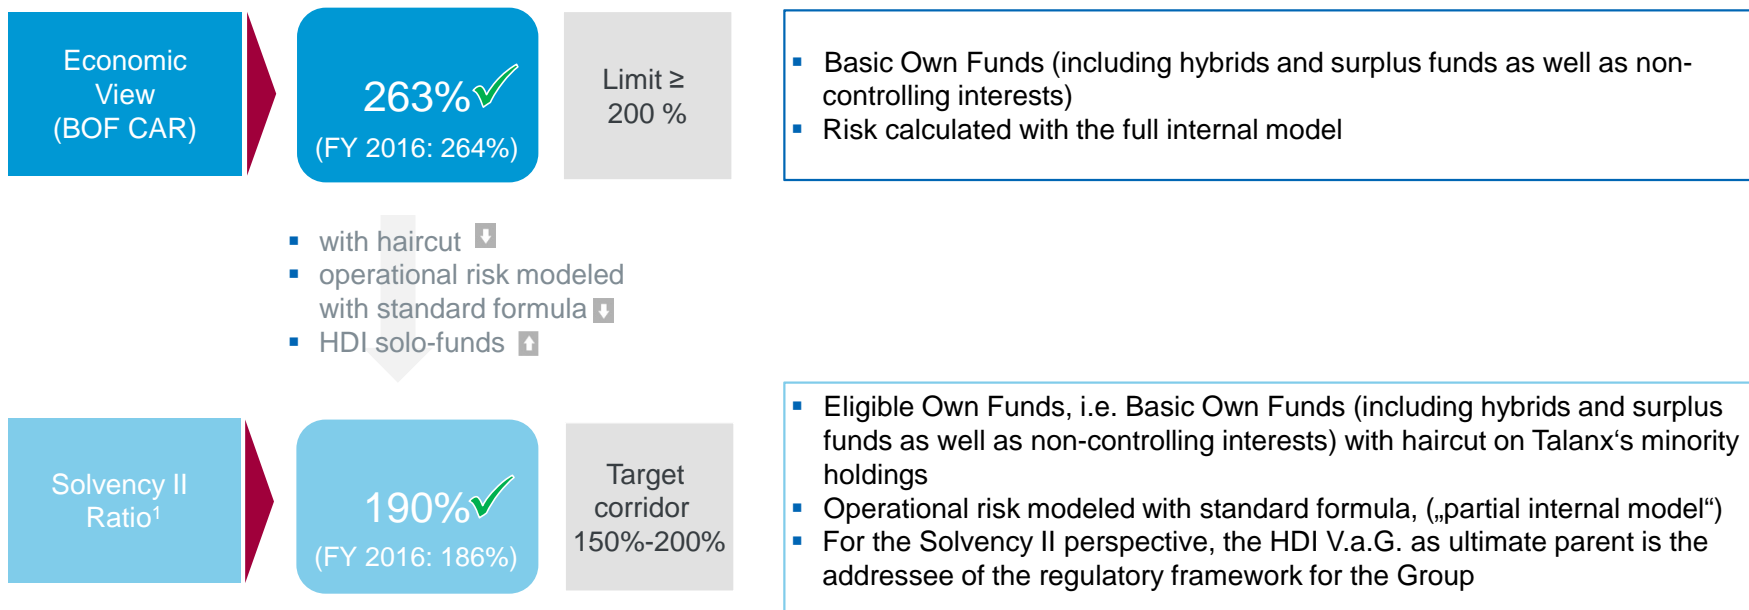 Economic
View
(BOF CAR)
263%
(FY 2016: 264%)
Limit ≥
200 %
▪ Basic Own Funds (including hybrids and surplus funds as well as non-
controlling interests)
▪ Risk calculated with the full internal model
▪ with haircut
▪ operational risk modeled
with standard formula
▪ HDI solo-funds
Solvency II
Ratio¹
190%
(FY 2016: 186%)
Target
corridor
150%-200%
▪ Eligible Own Funds, i.e. Basic Own Funds (including hybrids and surplus
funds as well as non-controlling interests) with haircut on Talanx‘s minority
holdings
▪ Operational risk modeled with standard formula, („partial internal model“)
▪ For the Solvency II perspective, the HDI V.a.G. as ultimate parent is the
addressee of the regulatory framework for the Group